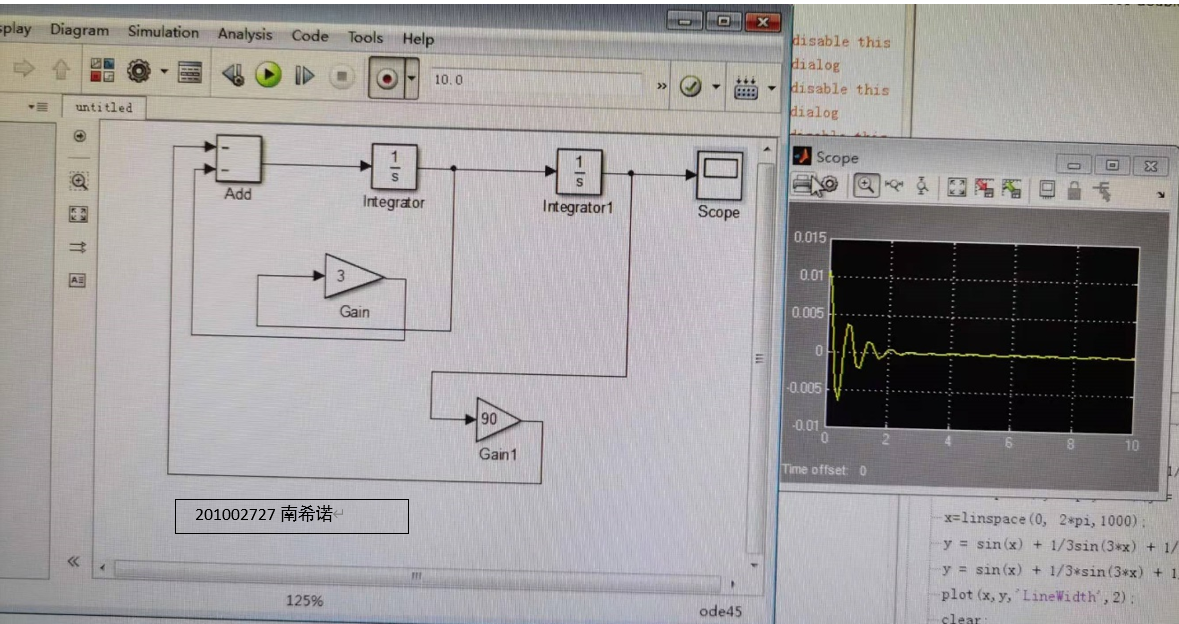 Diagram Simulation Analysis Code Tools Help
10.0
»
untitled
Add
1
s
Integrator
1
s
Integrator1
Scope
3
Gain
90
Gain1
201002727 南希诺
125%
ode45
disable this
dialog
disable this
dialog
disable this
Scope
0.015
0.01
0.005
0
-0.005
-0.01
0 2 4 6 8 10
Time offset: 0
x=linspace(0, 2*pi,1000);
y = sin(x) + 1/3sin(3*x) + 1/
y = sin(x) + 1/3*sin(3*x) + 1
plot(x,y,'LineWidth',2);
clear